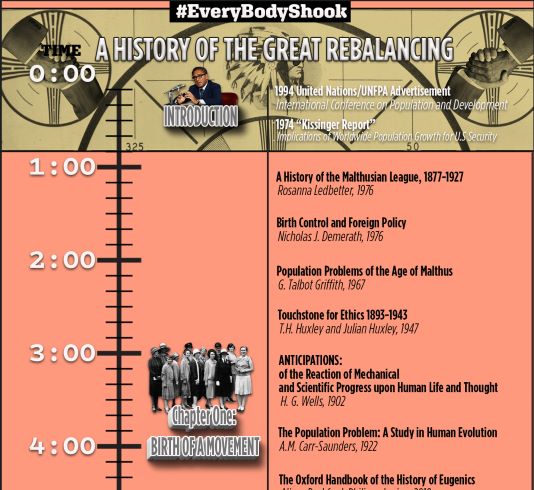 #EveryBodyShook
TIME
A HISTORY OF THE GREAT REBALANCING
0:00
INTRODUCTION
1994 United Nations/UNFPA Advertisement
International Conference on Population and Development
1974 "Kissinger Report"
Implications of Worldwide Population Growth for U.S Security
325
50
1:00
A History of the Malthusian League, 1877-1927
Rosanna Ledbetter, 1976
Birth Control and Foreign Policy
Nicholas J. Demerath, 1976
2:00
Population Problems of the Age of Malthus
G. Talbot Griffith, 1967
Touchstone for Ethics 1893-1943
T.H. Huxley and Julian Huxley, 1947
3:00
ANTICIPATIONS:
of the Reaction of Mechanical
and Scientific Progress upon Human Life and Thought
H. G. Wells, 1902
Chapter One:
BIRTH OF A MOVEMENT
4:00
The Population Problem: A Study in Human Evolution
A.M. Carr-Saunders, 1922
The Oxford Handbook of the History of Eugenics